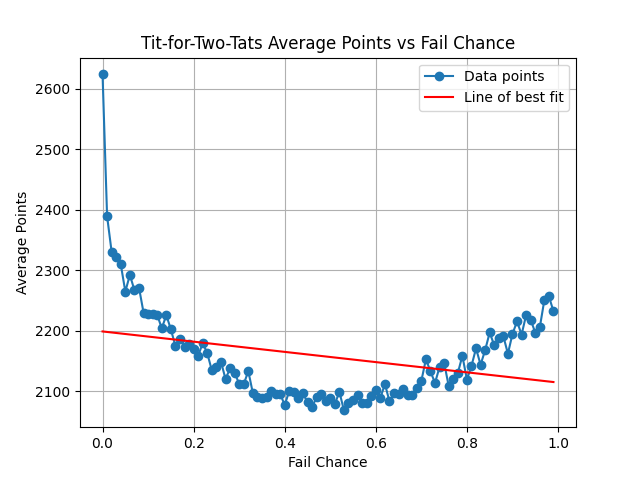 Tit-for-Two-Tats Average Points vs Fail Chance
Data points
Line of best fit
2600
2500
2400
2300
2200
2100
Average Points
0.0 0.2 0.4 0.6 0.8 1.0
Fail Chance